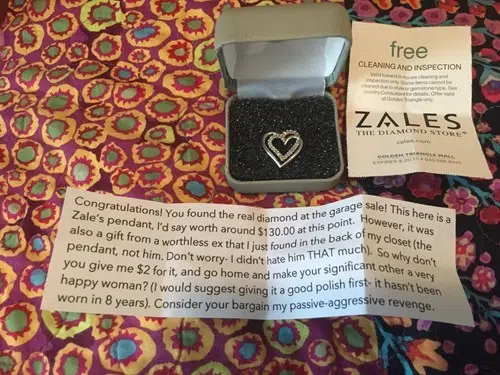 free
CLEANING AND INSPECTION
Valid toward in-house cleaning and
inspection only. Some items cannot be
cleaned due to style or gemstone type. See
Jewelry Consultant for details. Offer valid
at Golden Triangle only.
ZALES
THE DIAMOND STORE®
zales.com
GOLDEN TRIANGLE MALL
Congratulations! You found the real diamond at the garage sale! This here is a
Zale's pendant, I'd say worth around $130.00 at this point. However, it was
also a gift from a worthless ex that I just found in the back of my closet (the
pendant, not him. Don't worry- I didn't hate him THAT much). So why don't
you give me $2 for it, and go home and make your significant other a very
happy woman? (I would suggest giving it a good polish first- it hasn't been
worn in 8 years). Consider your bargain my passive-aggressive revenge.